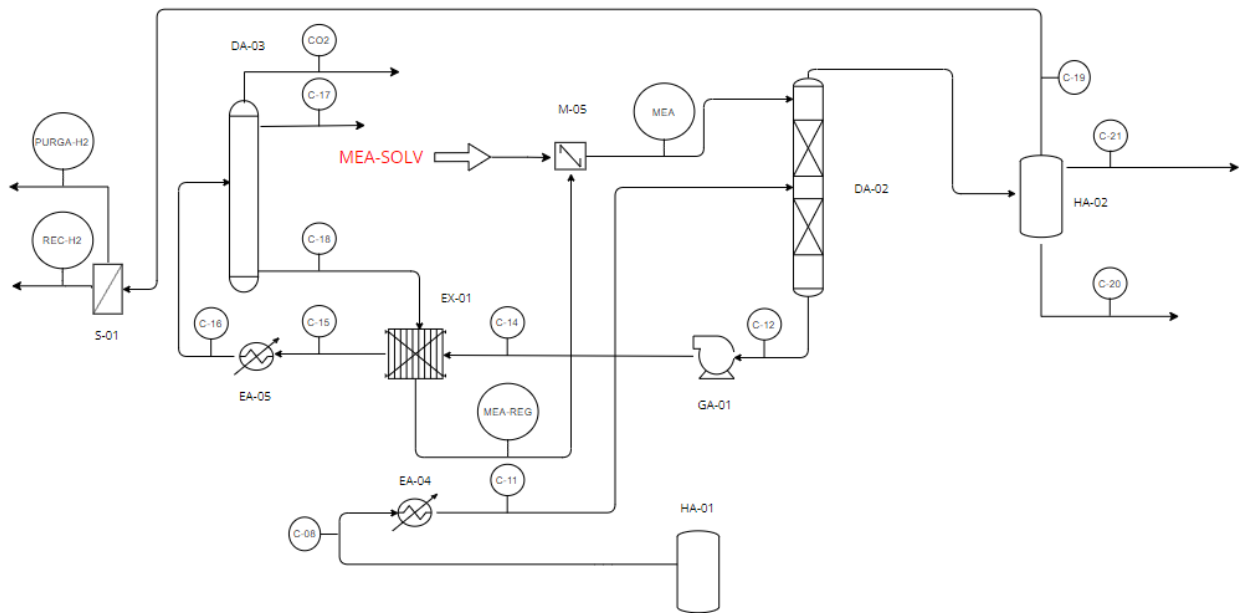 CO2
DA-03
C-19
C-17
M-05
MEA
PURGA-H2
C-21
MEA-SOLV
DA-02
HA-02
REC-H2
C-18
C-20
EX-01
C-16
C-15
C-14
C-12
S-01
EA-05
GA-01
MEA-REG
EA-04
C-11
HA-01
C-08